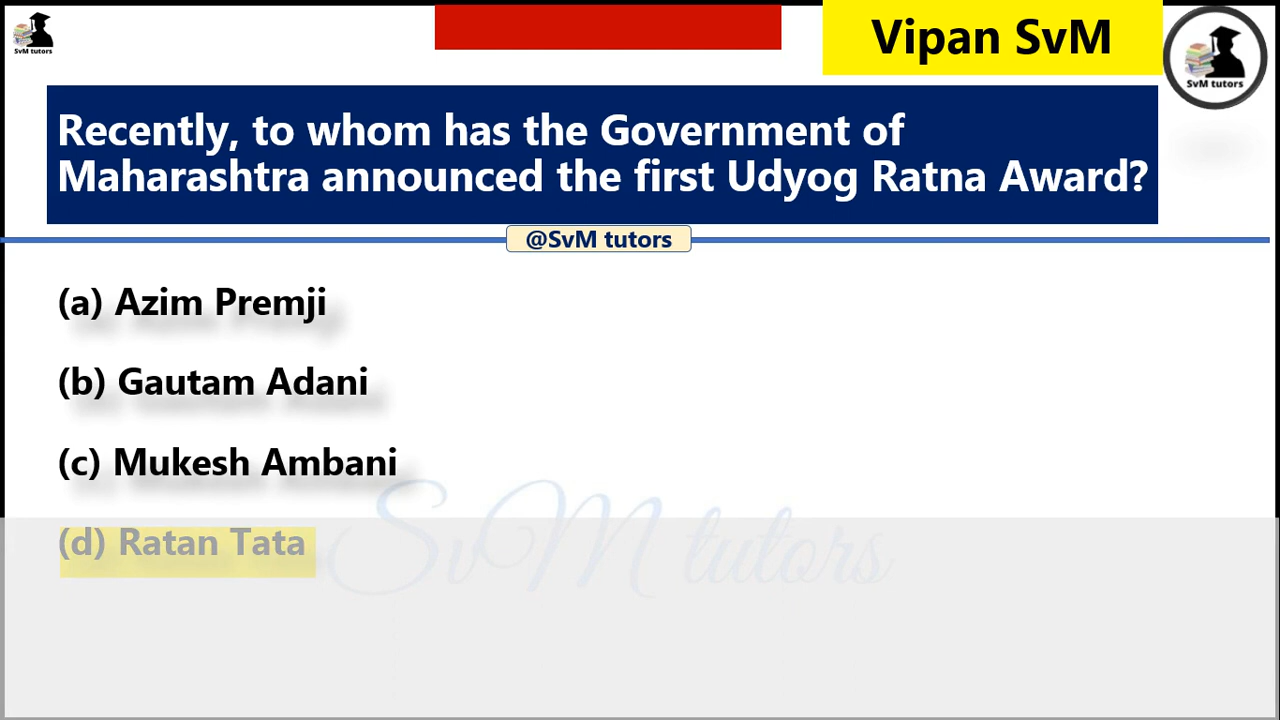 SvM tutors
Vipan SvM
SvM tutors
Recently, to whom has the Government of
Maharashtra announced the first Udyog Ratna Award?
@SvM tutors
(a) Azim Premji
(b) Gautam Adani
(c) Mukesh Ambani
(d) Ratan Tata
SvM tutors